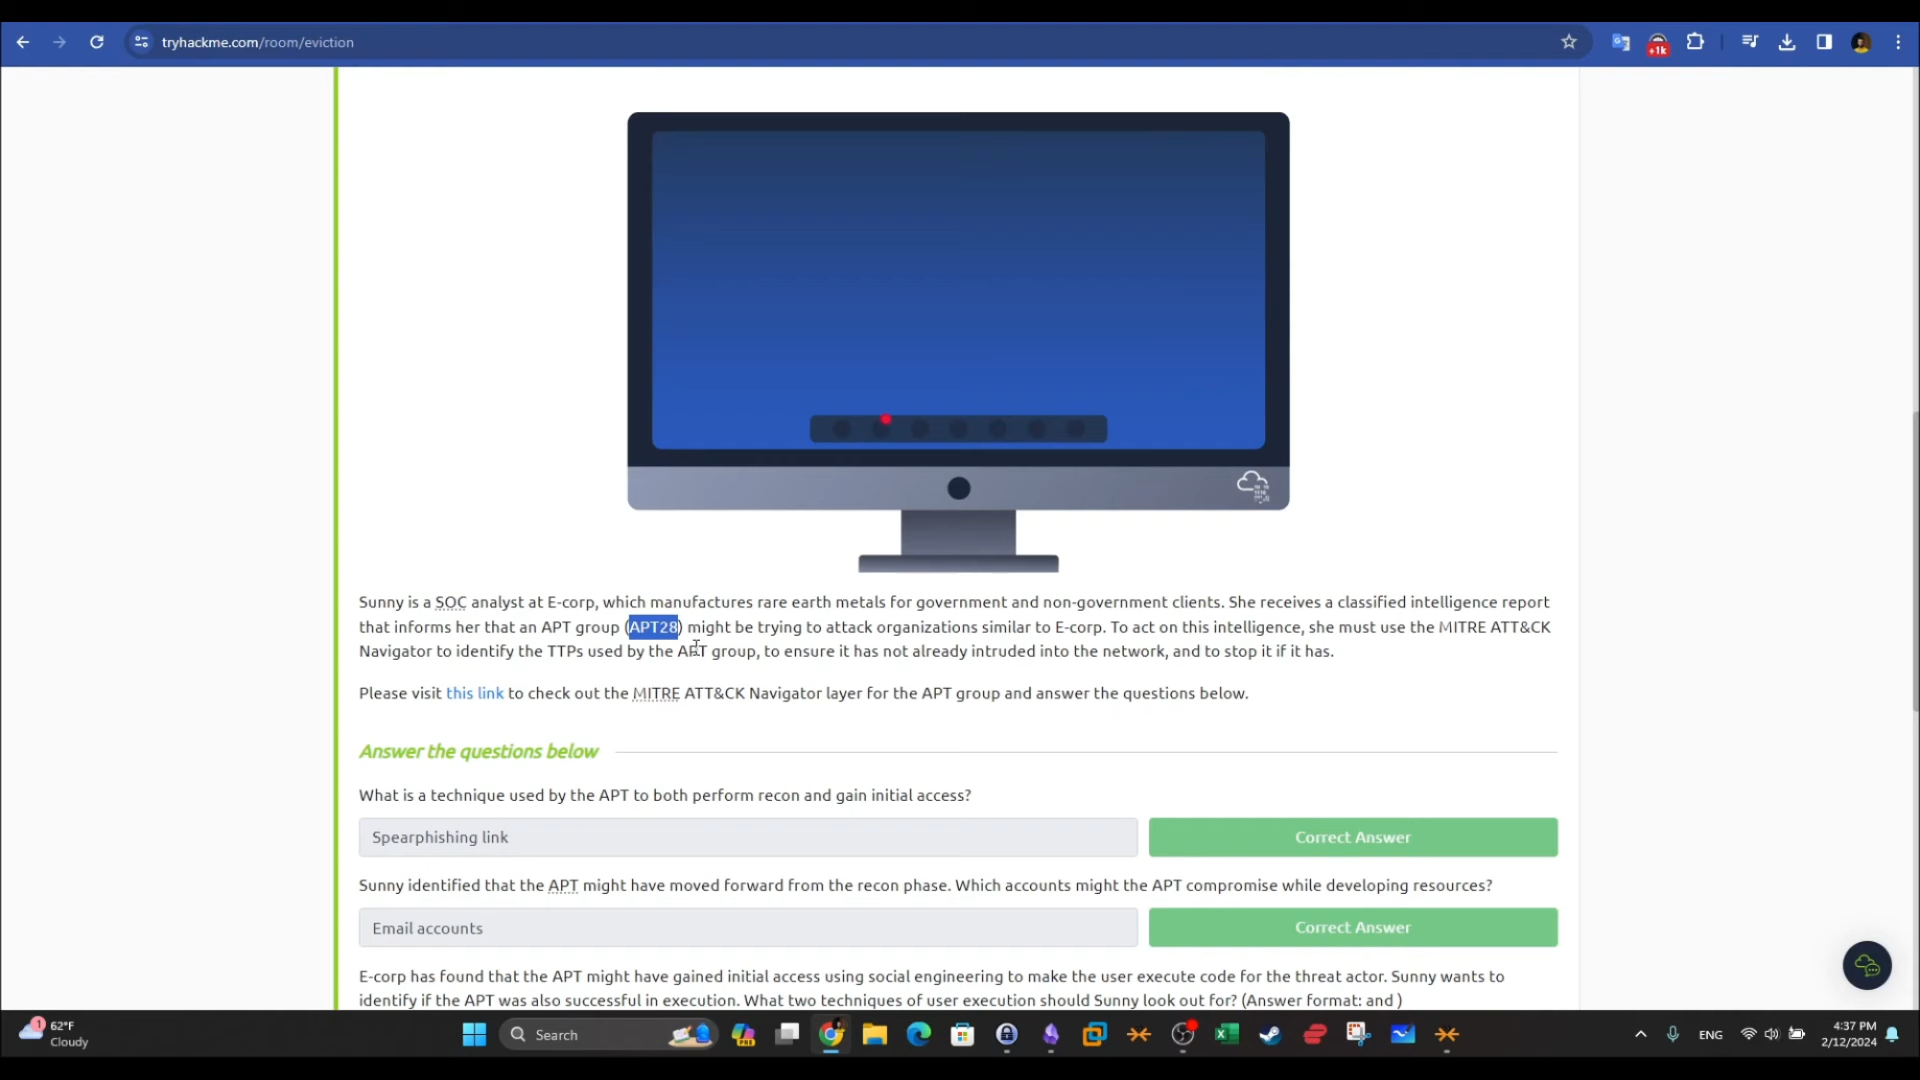 tryhackme.com/room/eviction
+1k
Sunny is a SOC analyst at E-corp, which manufactures rare earth metals for government and non-government clients. She receives a classified intelligence report
that informs her that an APT group (APT28) might be trying to attack organizations similar to E-corp. To act on this intelligence, she must use the MITRE ATT&CK
Navigator to identify the TTPs used by the APT group, to ensure it has not already intruded into the network, and to stop it if it has.
Please visit this link to check out the MITRE ATT&CK Navigator layer for the APT group and answer the questions below.
Answer the questions below
What is a technique used by the APT to both perform recon and gain initial access?
Spearphishing link
Correct Answer
Sunny identified that the APT might have moved forward from the recon phase. Which accounts might the APT compromise while developing resources?
Email accounts
Correct Answer
E-corp has found that the APT might have gained initial access using social engineering to make the user execute code for the threat actor. Sunny wants to
identify if the APT was also successful in execution. What two techniques of user execution should Sunny look out for? (Answer format: and )
1
62°F
Cloudy
Search
PRE
ENG
4:37 PM
2/12/2024